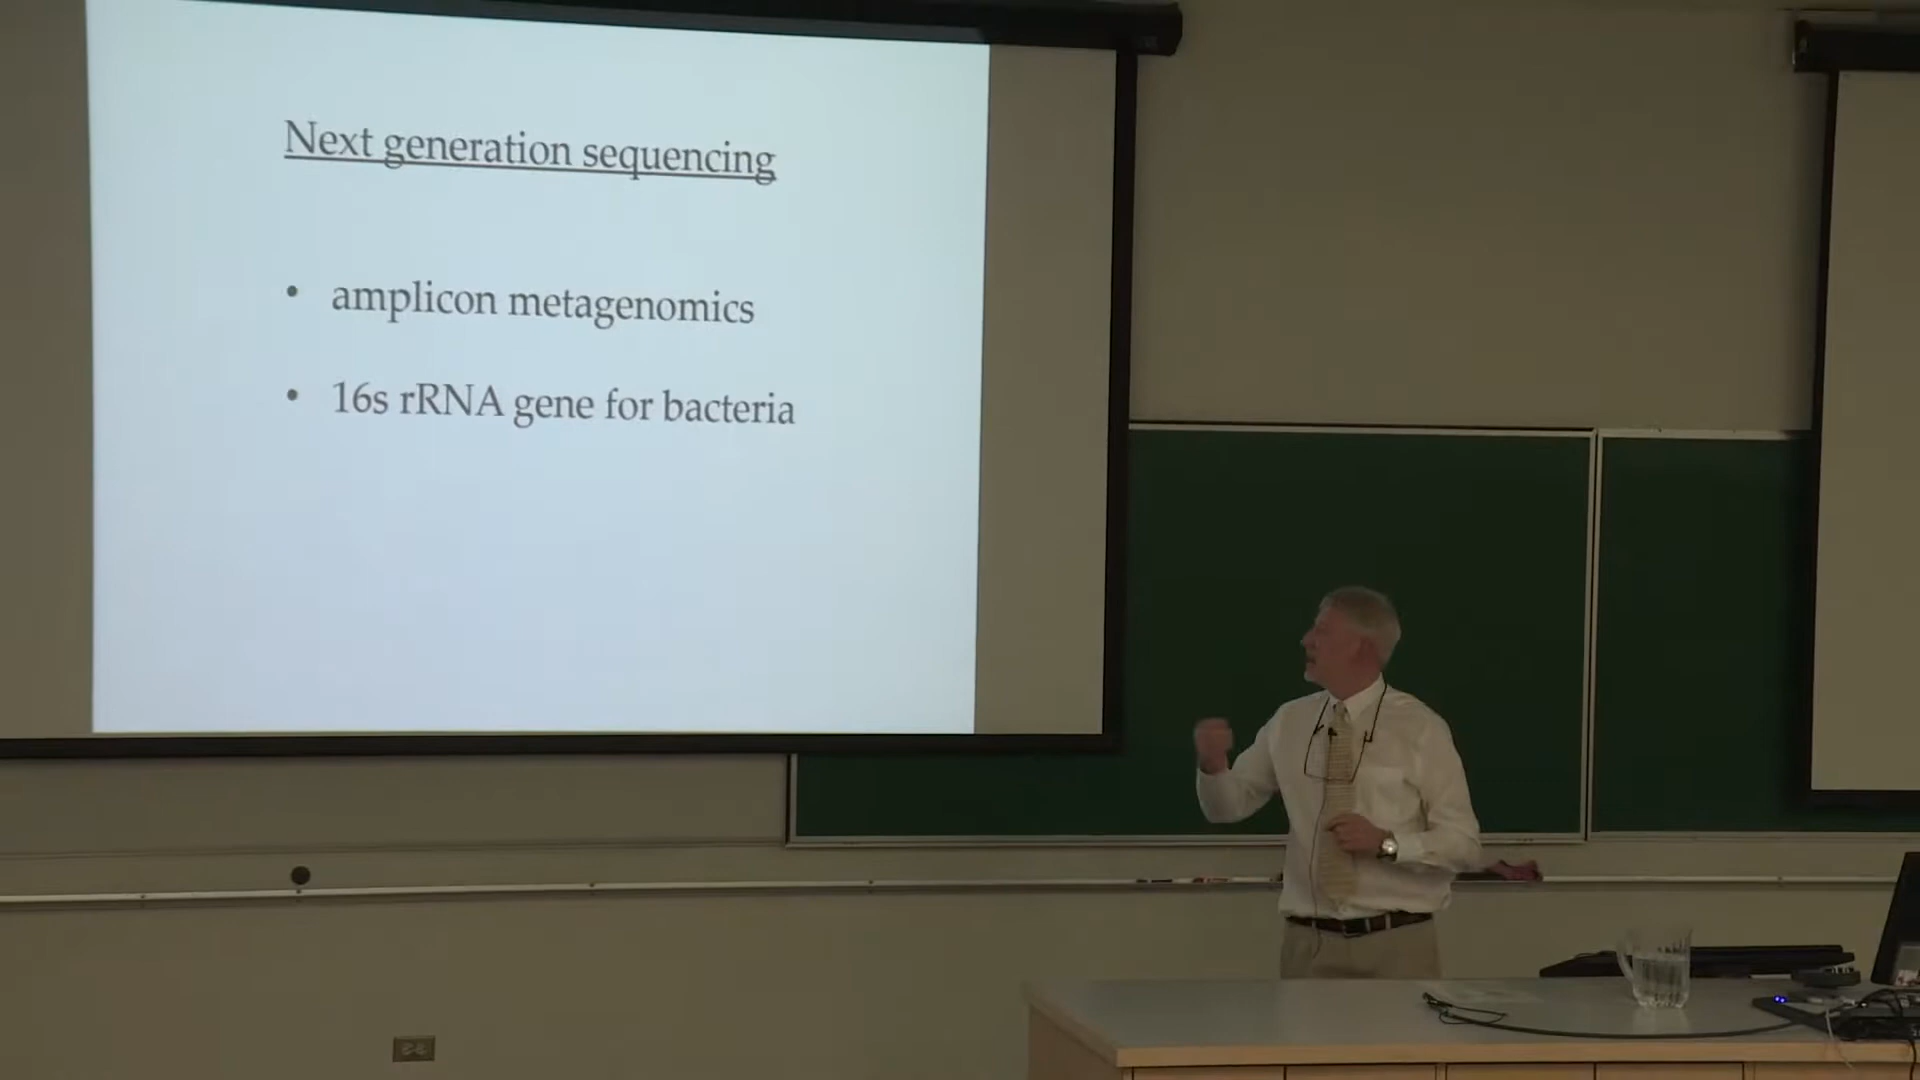 Next generation sequencing
• amplicon metagenomics
• 16s rRNA gene for bacteria